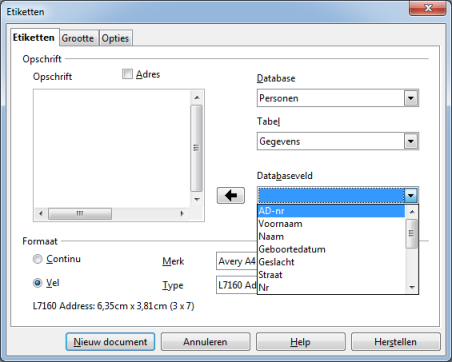 Etiketten
Etiketten Grootte Opties
Opschrift
Opschrift Adres
Database
Personen
Tabel
Gegevens
Databaseveld
AD-nr
Voornaam
Naam
Geboortedatum
Geslacht
Straat
Nr
Formaat
Continu
Vel
Merk Avery A4
Type L7160 Ad
L7160 Address: 6,35cm x 3,81cm (3 x 7)
Nieuw document Annuleren Help Herstellen